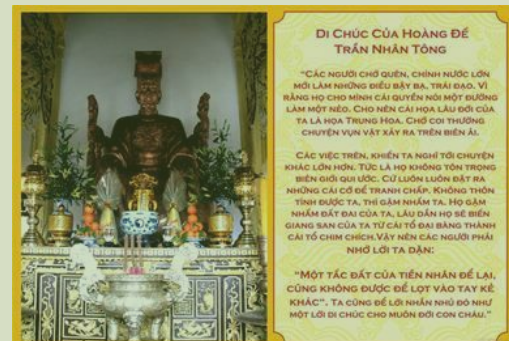 DI CHÚC CỦA HOÀNG ĐẾ
TRẦN NHÂN TÔNG
"CÁC NGƯỜI CHỚ QUÊN, CHÍNH NƯỚC LỚN
MỚI LÀM NHỮNG ĐIỀU BẬY BẠ, TRÁI ĐẠO. VÌ
RẰNG HỌ CHO MÌNH CÁI QUYỀN NÓI MỘT ĐƯỜNG
LÀM MỘT NẺO. CHO NÊN CÁI HỌA LÂU ĐỜI CỦA
TA LÀ HỌA TRUNG HOA. CHỚ COI THƯỜNG
CHUYỆN VỤN VẶT XẢY RA TRÊN BIÊN ẢI.
CÁC VIỆC TRÊN, KHIẾN TA NGHĨ TỚI CHUYỆN
KHÁC LỚN HƠN. TỨC LÀ HỌ KHÔNG TÔN TRỌNG
BIÊN GIỚI QUI ƯỚC. CỨ LUÔN LUÔN ĐẶT RA
NHỮNG CÁI CỚ ĐỂ TRANH CHẤP. KHÔNG THÔN
TÍNH ĐƯỢC TA, THÌ GẬM NHẤM TA. HỌ GẬM
NHẤM ĐẤT ĐAI CỦA TA, LÂU DẦN HỌ SẼ BIẾN
GIANG SAN CỦA TA TỪ CÁI TỔ ĐẠI BÀNG THÀNH
CÁI TỔ CHIM CHÍCH.VẬY NÊN CÁC NGƯỜI PHẢI
NHỚ LỜI TA DẶN:
"MỘT TẤC ĐẤT CỦA TIỀN NHÂN ĐỂ LẠI,
CŨNG KHÔNG ĐƯỢC ĐỂ LỌT VÀO TAY KẺ
KHÁC". TA CŨNG ĐỂ LỜI NHẮN NHỦ ĐÓ NHƯ
MỘT LỜI DI CHÚC CHO MUÔN ĐỜI CON CHÁU."